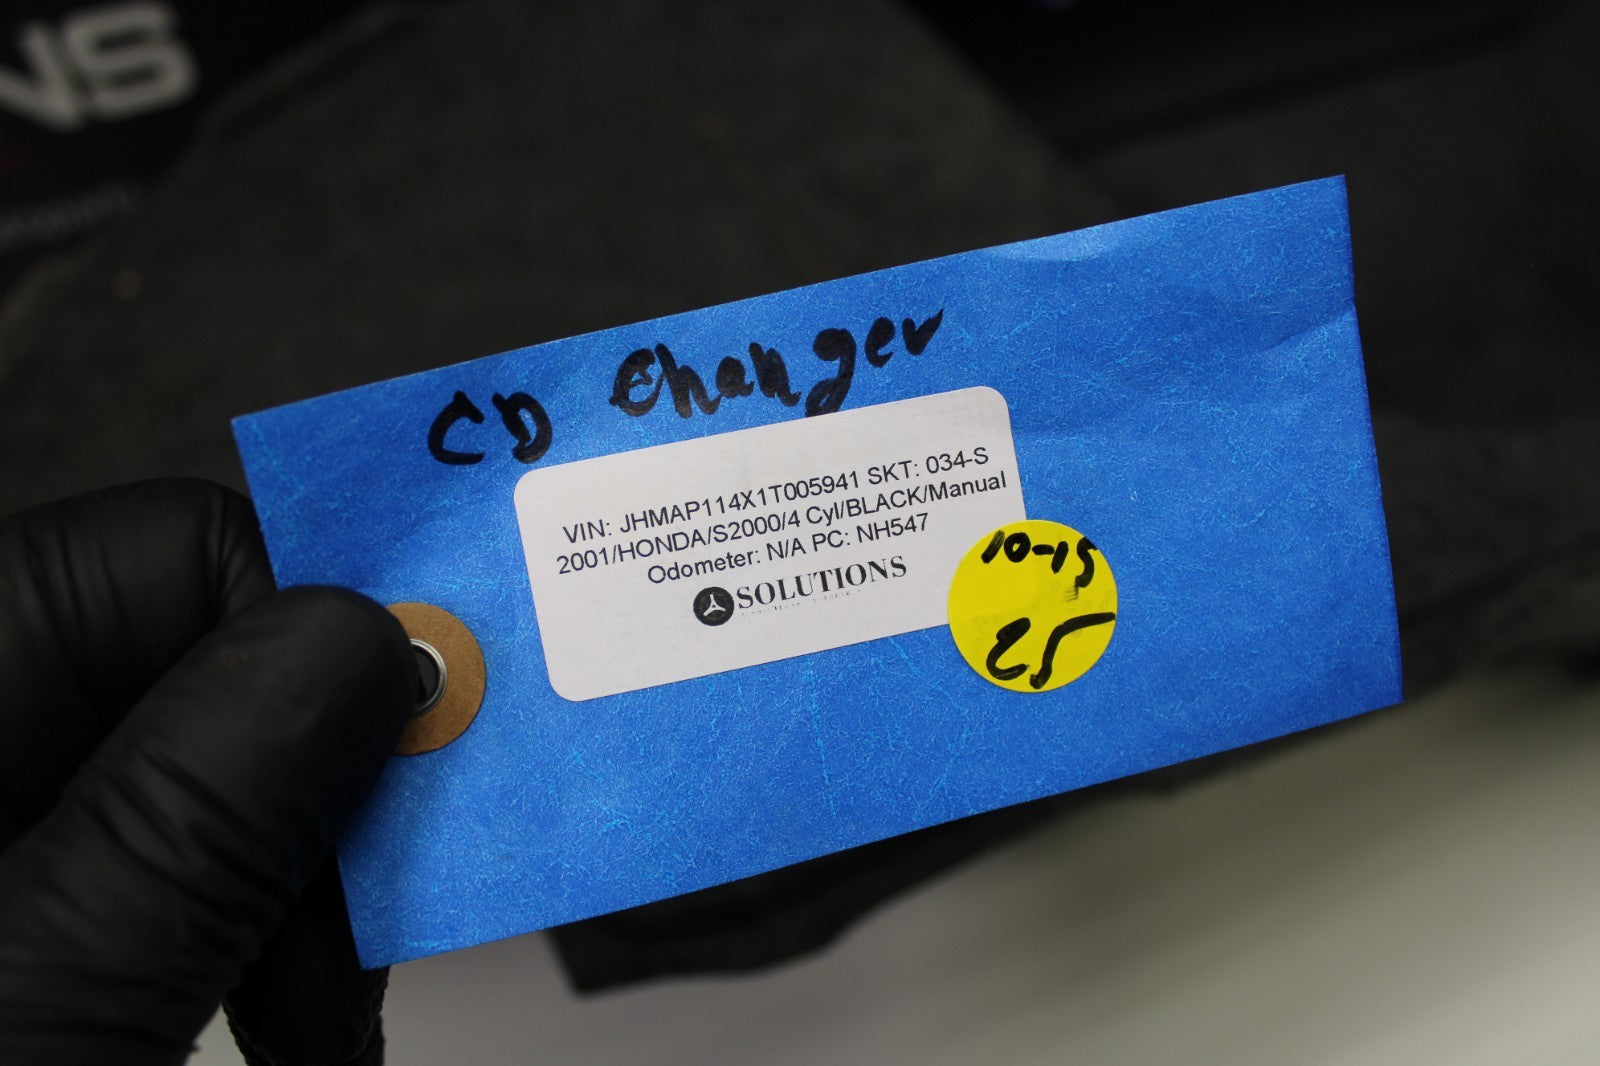 CD Changer
VIN: JHMAP114X1T005941 SKT: 034-S
2001/HONDA/S2000/4 Cyl/BLACK/Manual
Odometer: N/A PC: NH547
SOLUTIONS
10-15
25
NS